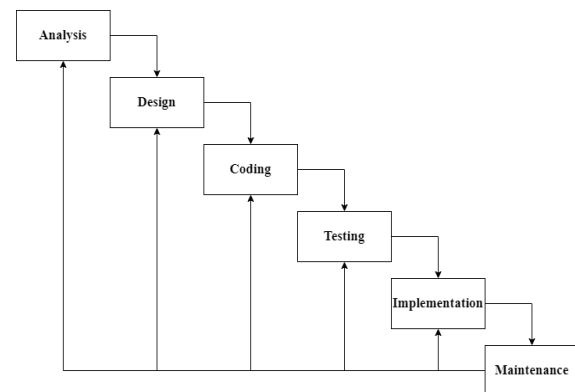 Analysis
Design
Coding
Testing
Implementation
Maintenance